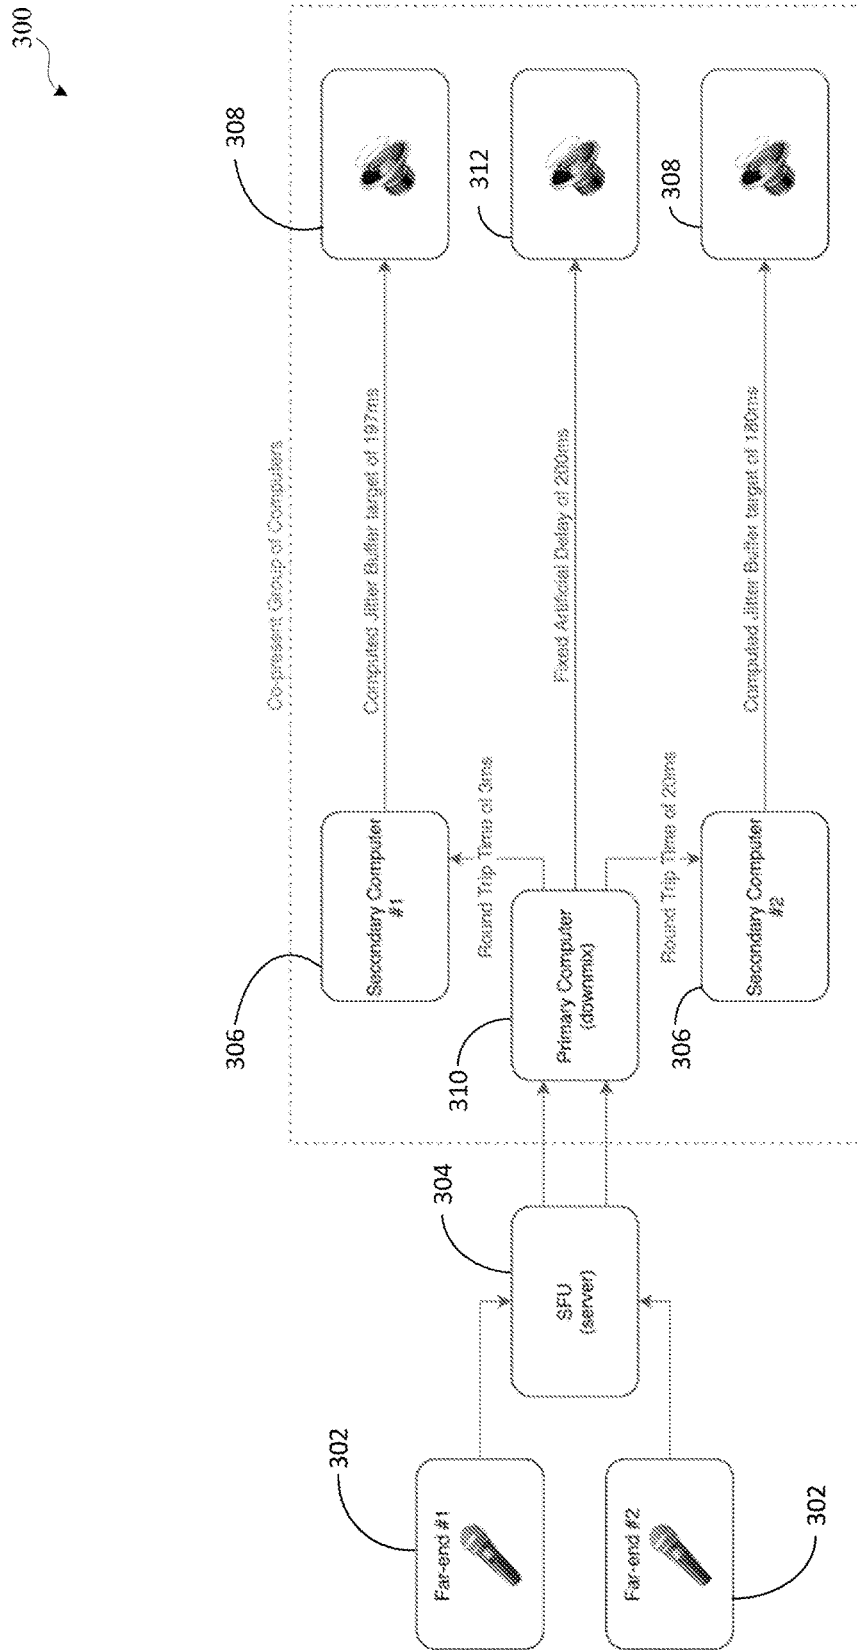 300
Co-present Group of Computers
308
312
308
Computed Jitter Buffer target of 197ms
Fixed Artificial Delay of 200ms
Computed Jitter Buffer target of 180ms
306
Secondary Computer
#1
Round Trip Time of 3ms
310
Primary Computer
(downmix)
Round Trip Time of 20ms
306
Secondary Computer
#2
304
SFU
(server)
302
Far-end #1
Far-end #2
302